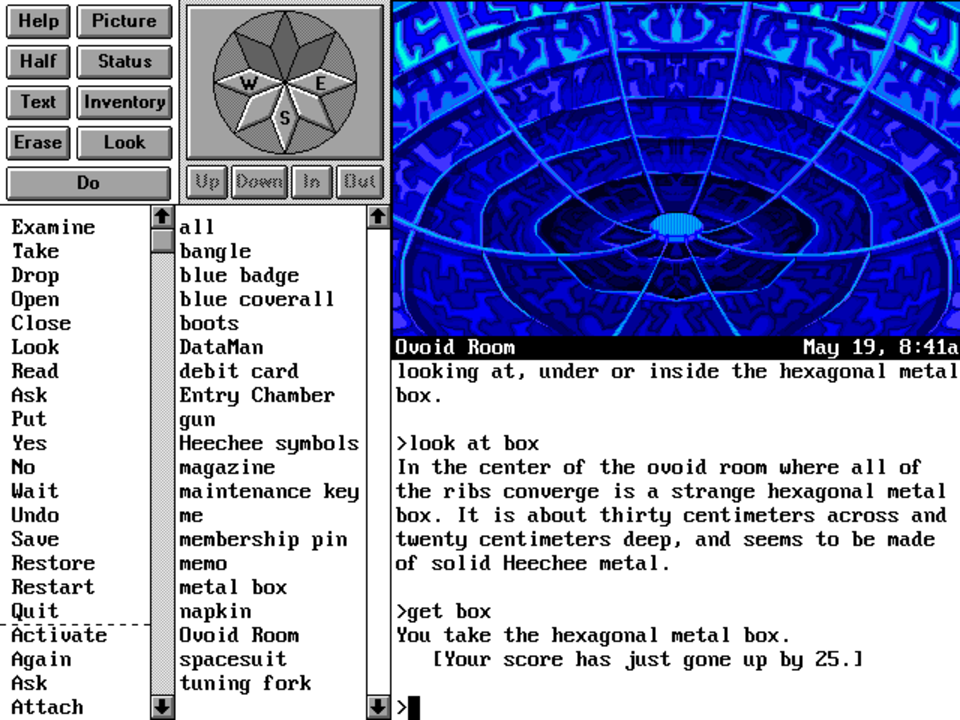 Help Picture
Half Status
Text Inventory
Erase Look
Do
W E
S
Up Down In Out
Examine
Take
Drop
Open
Close
Look
Read
Ask
Put
Yes
No
Wait
Undo
Save
Restore
Restart
Quit
Activate
Again
Ask
Attach
all
bangle
blue badge
blue coverall
boots
DataMan
debit card
Entry Chamber
gun
Heechee symbols
magazine
maintenance key
me
membership pin
memo
metal box
napkin
Ovoid Room
spacesuit
tuning fork
Ovoid Room May 19, 8:41a
looking at, under or inside the hexagonal metal
box.
>look at box
In the center of the ovoid room where all of
the ribs converge is a strange hexagonal metal
box. It is about thirty centimeters across and
twenty centimeters deep, and seems to be made
of solid Heechee metal.
>get box
You take the hexagonal metal box.
[Your score has just gone up by 25.]
>